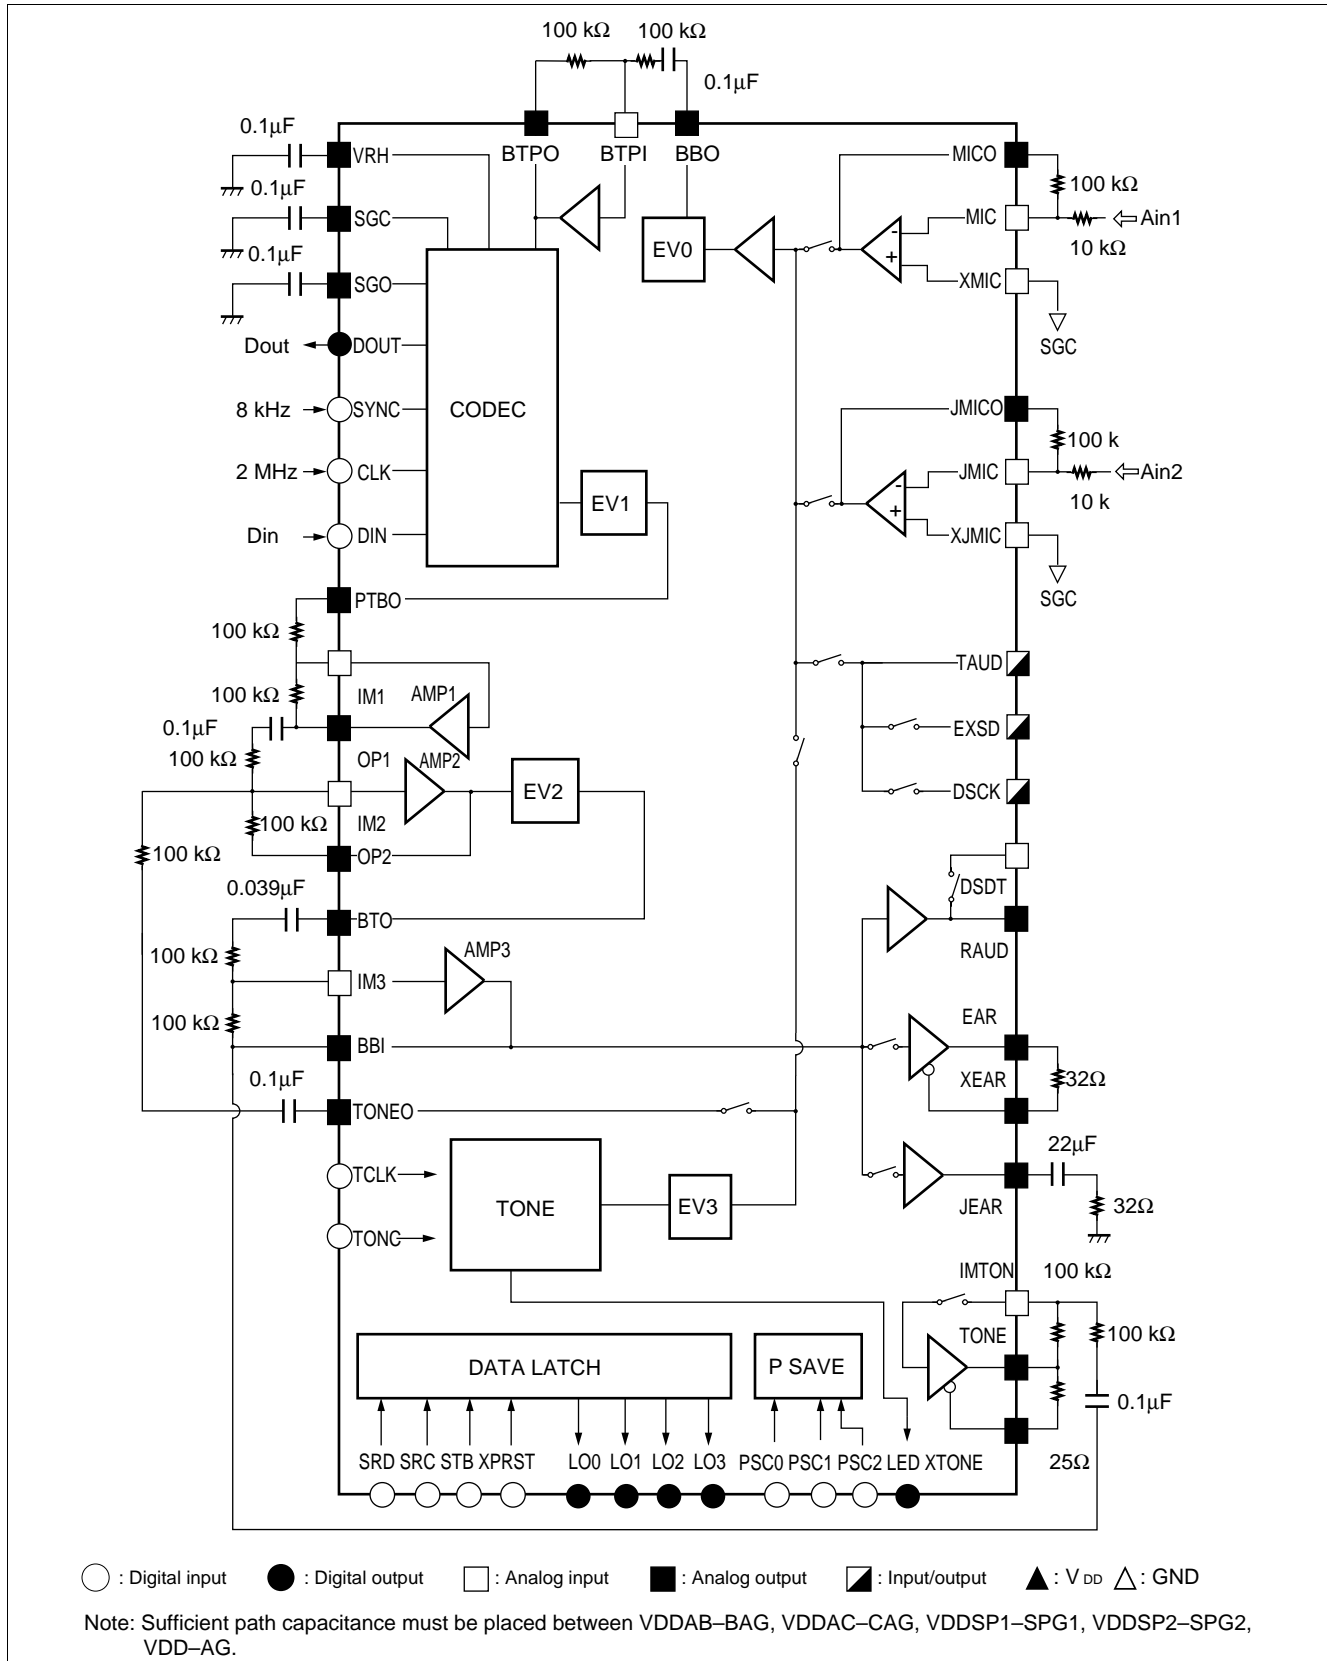 100 kΩ 100 kΩ
0.1µF
0.1µF
BTPO BTPI BBO
VRH
MICO
0.1µF
100 kΩ
SGC
MIC
Ain1
EV0
-
+
10 kΩ
0.1µF
SGO
XMIC
SGC
Dout DOUT
8 kHz SYNC
CODEC
JMICO
100 k
2 MHz CLK
JMIC
Ain2
EV1
-
+
10 k
Din DIN
XJMIC
SGC
PTBO
100 kΩ
TAUD
100 kΩ
IM1
AMP1
0.1µF
EXSD
100 kΩ
OP1
AMP2
EV2
DSCK
IM2
100 kΩ
100 kΩ
OP2
DSDT
0.039µF
BTO
RAUD
100 kΩ
AMP3
IM3
100 kΩ
EAR
BBI
XEAR
32Ω
0.1µF
TONEO
22µF
TCLK
TONE
EV3
JEAR
32Ω
TONC
IMTON
100 kΩ
TONE
100 kΩ
DATA LATCH
P SAVE
0.1µF
SRD SRC STB XPRST LO0 LO1 LO2 LO3 PSC0 PSC1 PSC2 LED XTONE
25Ω
: Digital input : Digital output : Analog input : Analog output : Input/output : VDD : GND
Note: Sufficient path capacitance must be placed between VDDAB–BAG, VDDAC–CAG, VDDSP1–SPG1, VDDSP2–SPG2,
VDD–AG.